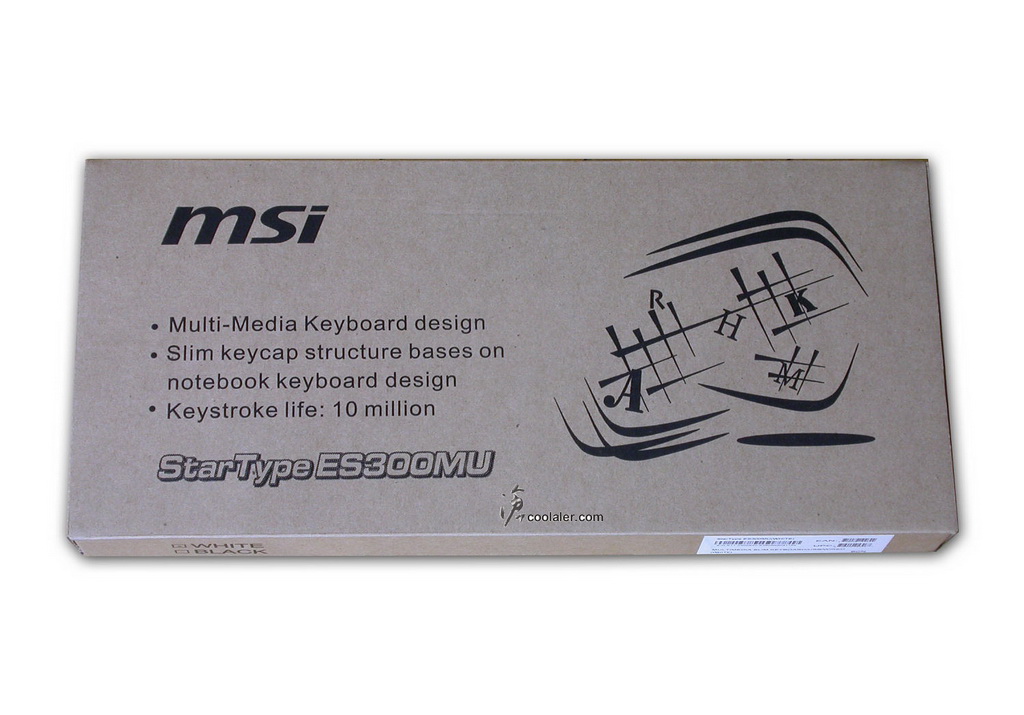 msi
• Multi-Media Keyboard design
• Slim keycap structure bases on
notebook keyboard design
• Keystroke life: 10 million
StarType ES300MU
R
H
K
A
M
coolaler.com
WHITE
BLACK